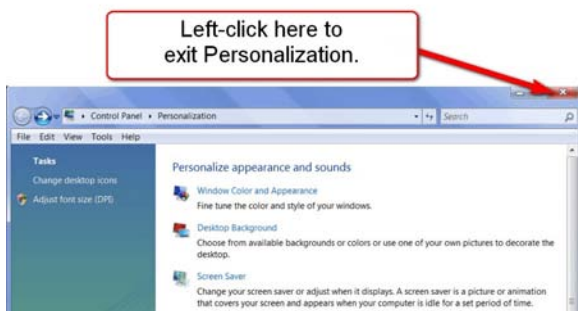 Left-click here to
exit Personalization.
Control Panel
Personalization
Search
File Edit View Tools Help
Tasks
Change desktop icons
Adjust font size (DPI)
Personalize appearance and sounds
Window Color and Appearance
Fine tune the color and style of your windows.
Desktop Background
Choose from available backgrounds or colors or use one of your own pictures to decorate the
desktop.
Screen Saver
Change your screen saver or adjust when it displays. A screen saver is a picture or animation
that covers your screen and appears when your computer is idle for a set period of time.